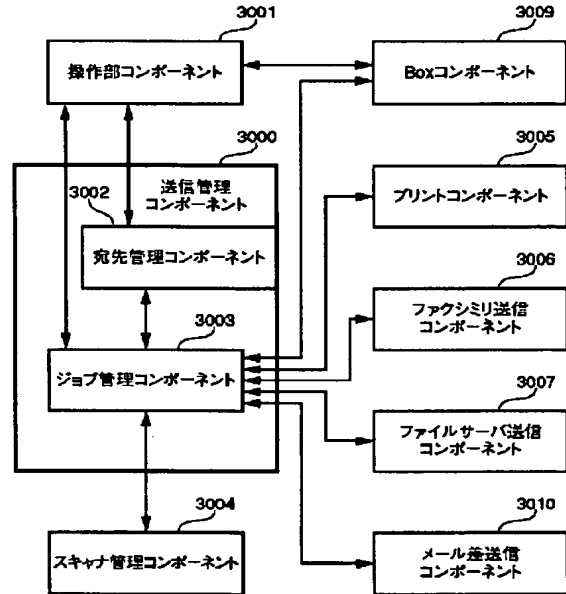 3001
操作部コンポーネント
3009
Boxコンポーネント
3000
送信管理
コンポーネント
3002
宛先管理コンポーネント
3005
プリントコンポーネント
3003
ジョブ管理コンポーネント
3006
ファクシミリ送信
コンポーネント
3007
ファイルサーバ送信
コンポーネント
3004
スキャナ管理コンポーネント
3010
メール差送信
コンポーネント